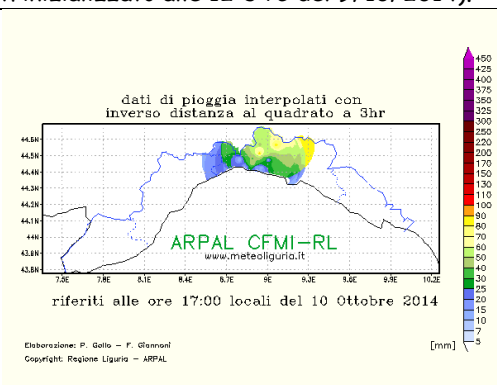 dati di pioggia interpolati con
inverso distanza al quadrato a 3hr
44.6N
44.5N
44.4N
44.3N
44.2N
44.1N
44N
43.9N
43.8N
7.5E 7.8E 8.1E 8.4E 8.7E 9E 9.3E 9.6E 9.9E 10.2E
ARPAL CFMI-RL
www.meteoliguria.it
riferiti alle ore 17:00 locali del 10 Ottobre 2014
Elaborazione: P. Gollo - F. Giannoni
Copyright: Regione Liguria - ARPAL
[mm]
450
425
400
375
350
325
300
250
220
200
170
150
130
110
100
90
80
70
60
50
40
30
25
20
15
10
7
5